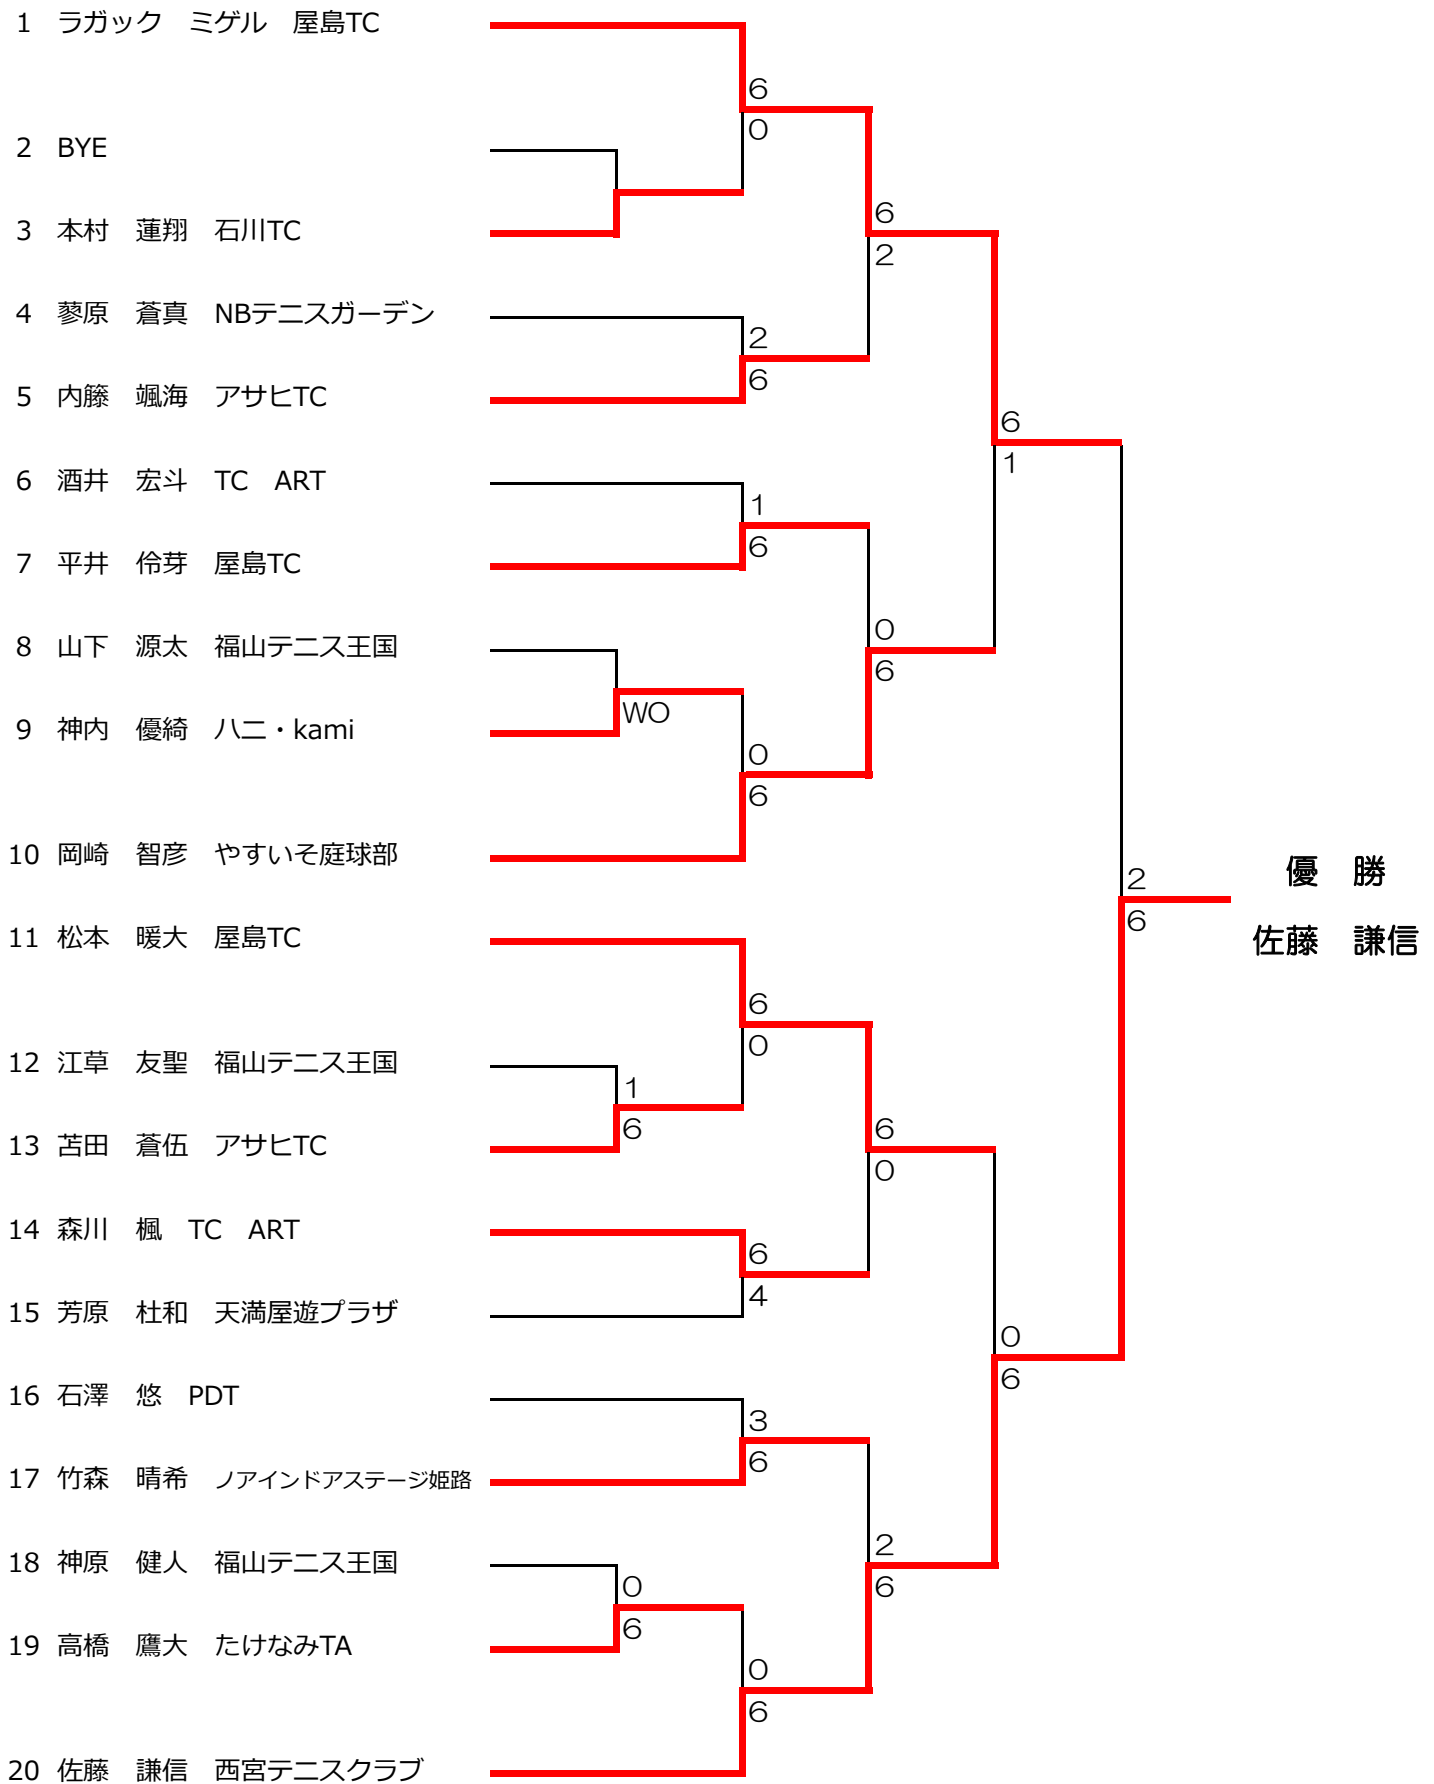 1 ラガック ミゲル 屋島TC
6
0
2 BYE
3 本村 蓮翔 石川TC
6
2
4 蓼原 蒼真 NBテニスガーデン
2
6
5 内籐 颯海 アサヒTC
6
1
6 酒井 宏斗 TC ART
1
6
7 平井 伶芽 屋島TC
0
6
8 山下 源太 福山テニス王国
WO
9 神内 優綺 ハニ・kami
0
6
10 岡崎 智彦 やすいそ庭球部
2
6
優 勝
佐藤 謙信
11 松本 暖大 屋島TC
6
0
12 江草 友聖 福山テニス王国
1
6
13 苫田 蒼伍 アサヒTC
6
0
14 森川 楓 TC ART
6
4
15 芳原 杜和 天満屋遊プラザ
0
6
16 石澤 悠 PDT
3
6
17 竹森 晴希 ノアインドアステージ姫路
2
6
18 神原 健人 福山テニス王国
0
6
19 高橋 鷹大 たけなみTA
0
6
20 佐藤 謙信 西宮テニスクラブ